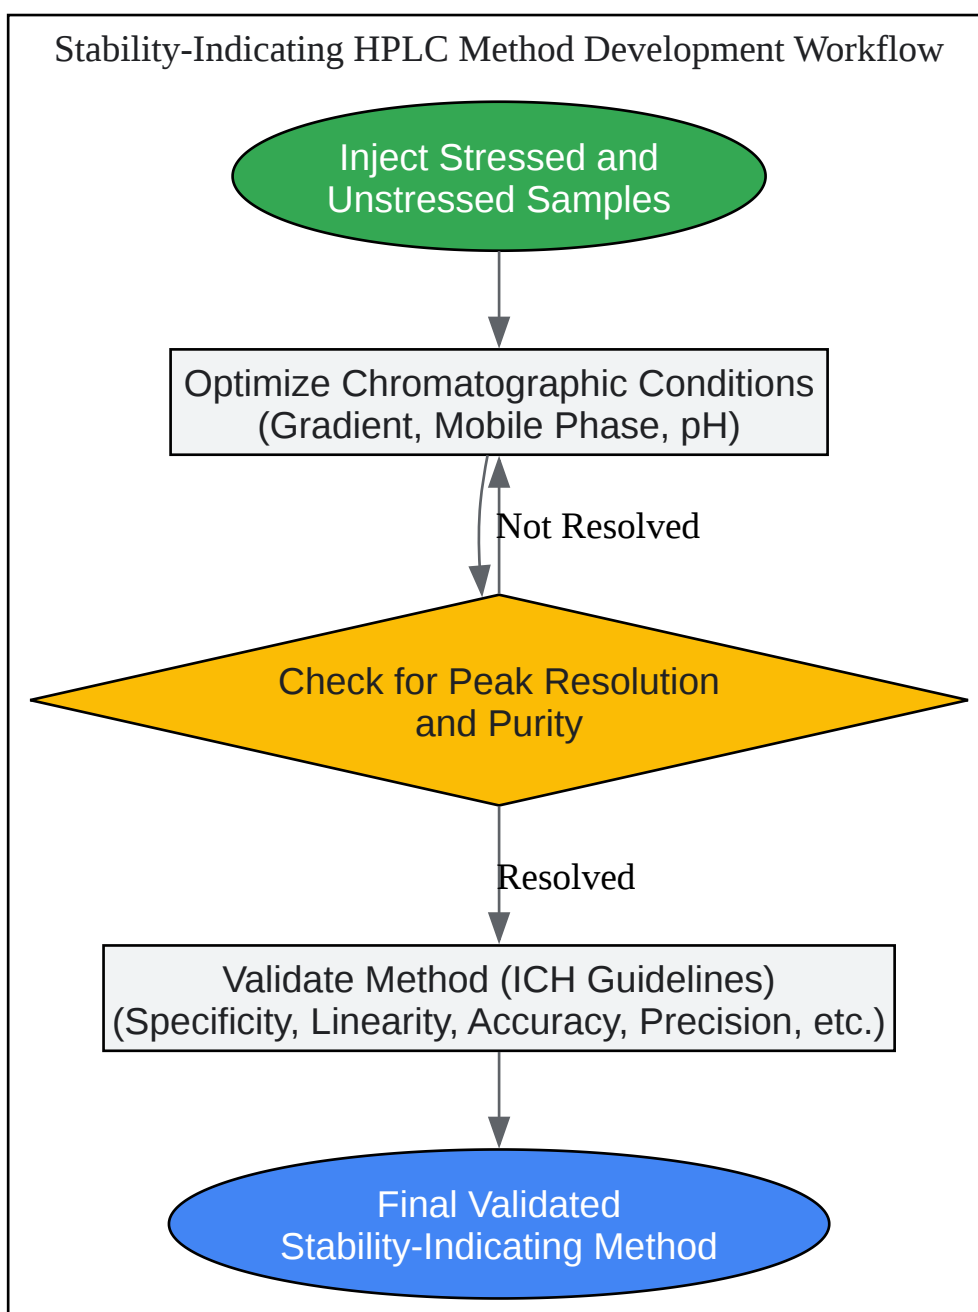 Stability-Indicating HPLC Method Development Workflow
Inject Stressed and
Unstressed Samples
Optimize Chromatographic Conditions
(Gradient, Mobile Phase, pH)
Not Resolved
Check for Peak Resolution
and Purity
Resolved
Validate Method (ICH Guidelines)
(Specificity, Linearity, Accuracy, Precision, etc.)
Final Validated
Stability-Indicating Method